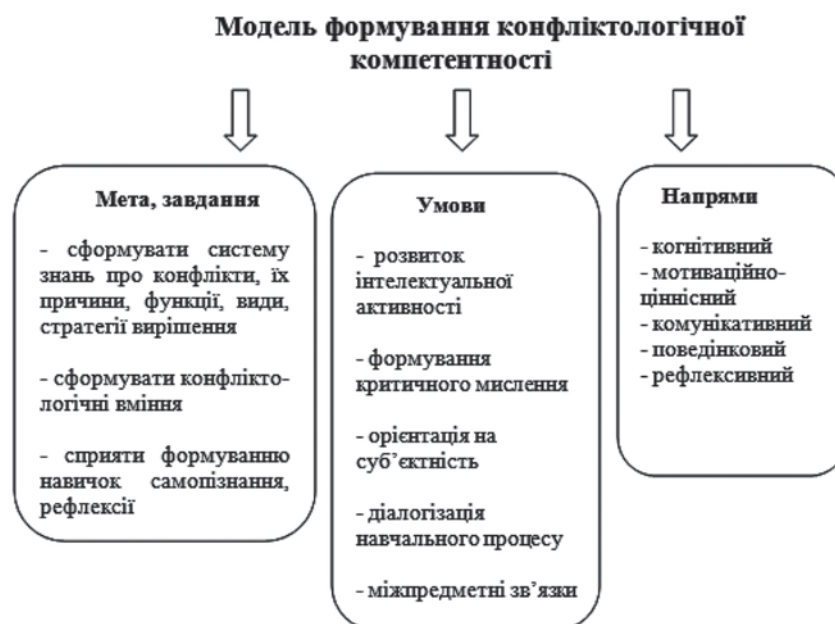 Модель формування конфліктологічної
компетентності
Мета, завдання
- сформувати систему
знань про конфлікти, їх
причини, функції, види,
стратегії вирішення
- сформувати конфлікто-
логічні вміння
- сприяти формуванню
навичок самопізнання,
рефлексії
Умови
- розвиток
інтелектуальної
активності
- формування
критичного мислення
- орієнтація на
суб’єктність
- діалогізація
навчального процесу
- міжпредметні зв’язки
Напрями
- когнітивний
- мотиваційно-
ціннісний
- комунікативний
- поведінковий
- рефлексивний